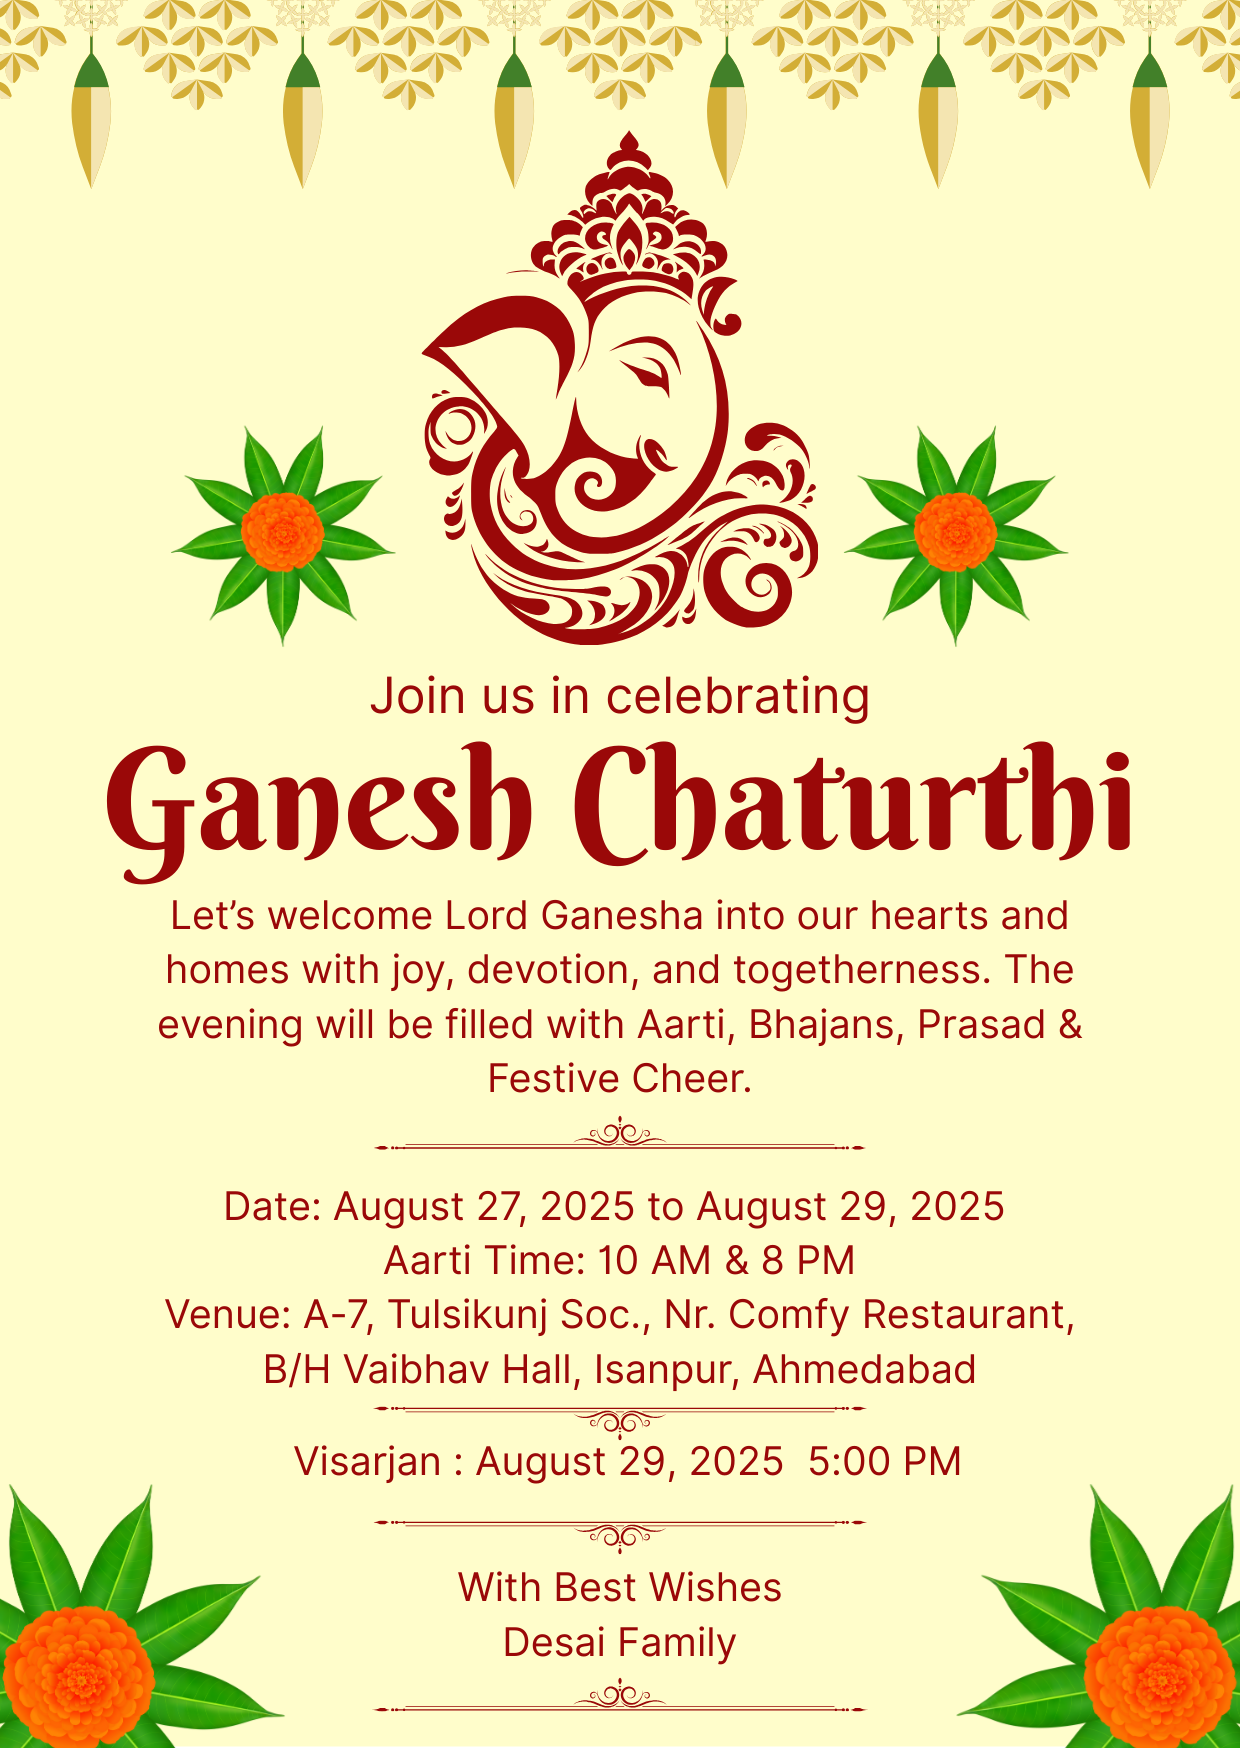 Join us in celebrating
Ganesh Chaturthi
Let’s welcome Lord Ganesha into our hearts and
homes with joy, devotion, and togetherness. The
evening will be filled with Aarti, Bhajans, Prasad &
Festive Cheer.
Date: August 27, 2025 to August 29, 2025
Aarti Time: 10 AM & 8 PM
Venue: A-7, Tulsikunj Soc., Nr. Comfy Restaurant,
B/H Vaibhav Hall, Isanpur, Ahmedabad
Visarjan : August 29, 2025  5:00 PM
With Best Wishes
Desai Family